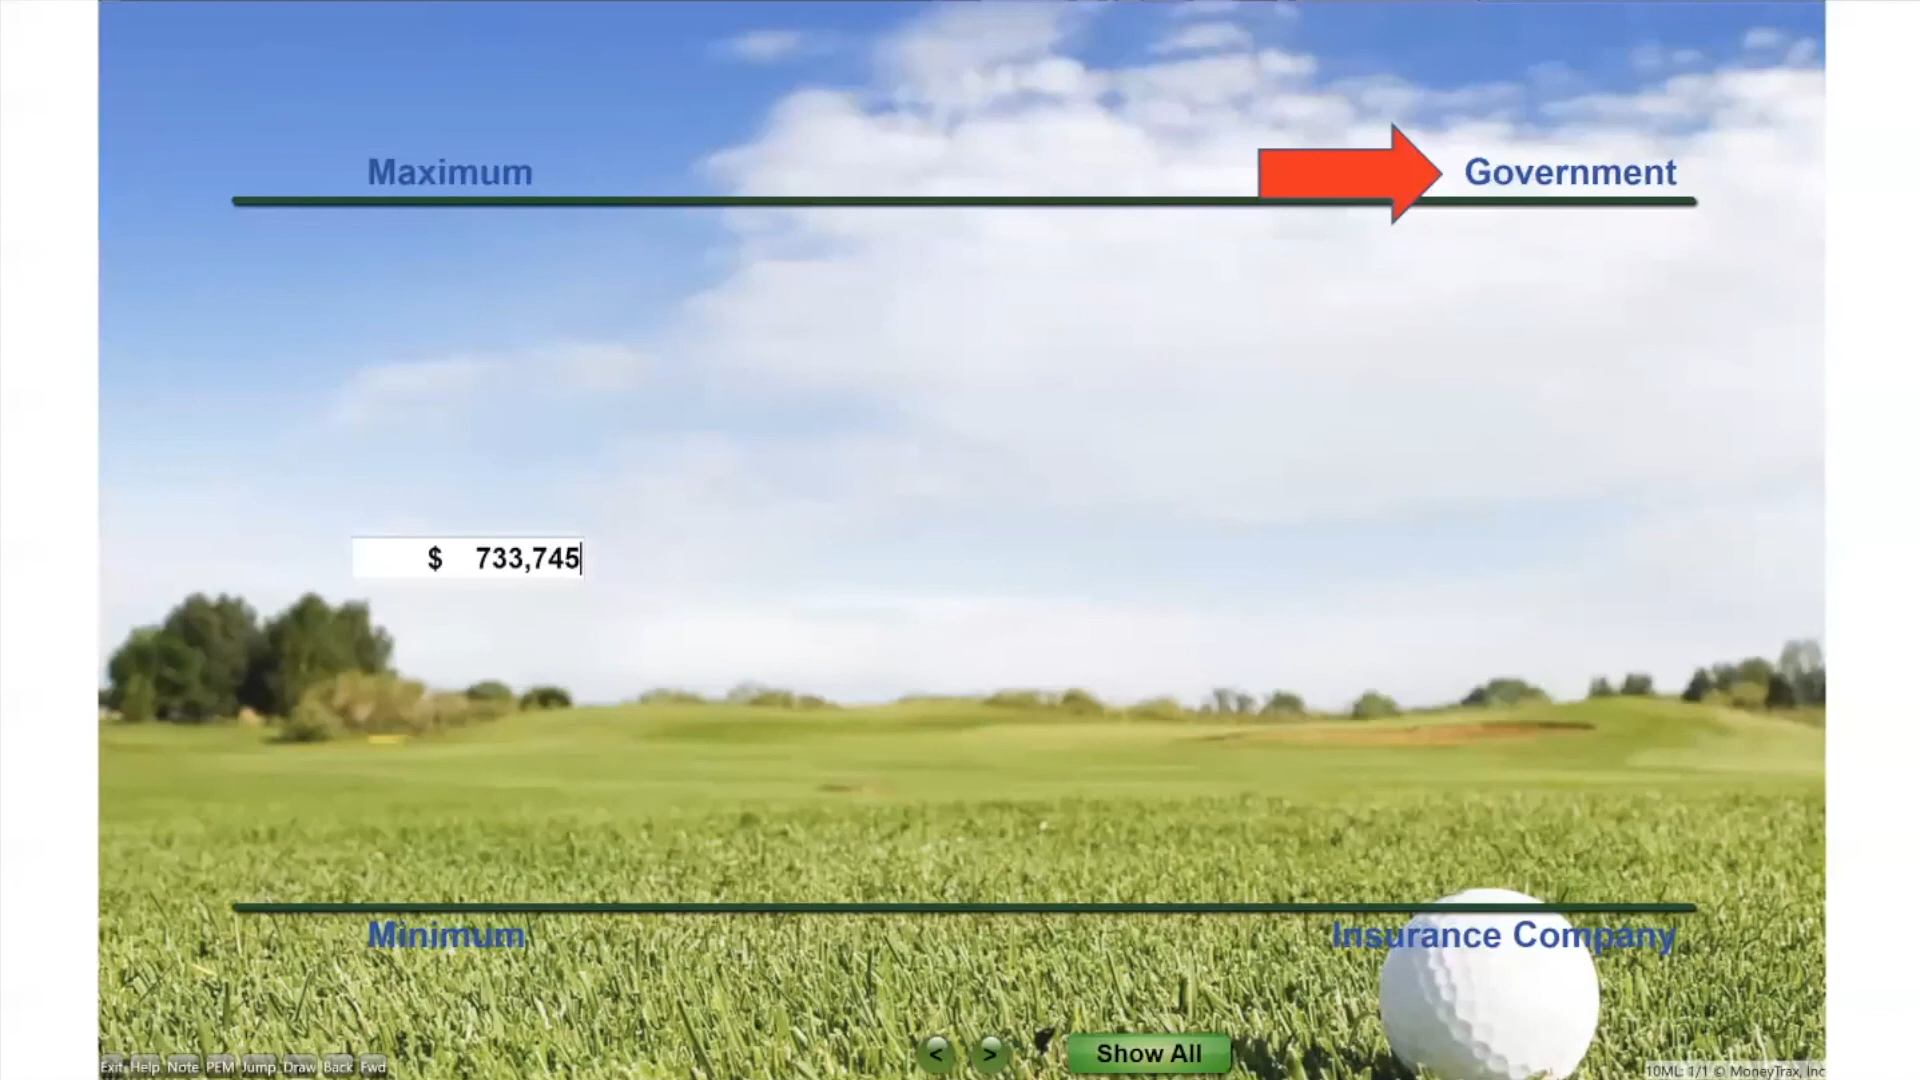 Maximum
Government
$ 733,745
Minimum
Insurance Company
< > Show All
Exit Help Note PEM Jump Draw Back Fwd
10ML: 1/1 © MoneyTrax, Inc